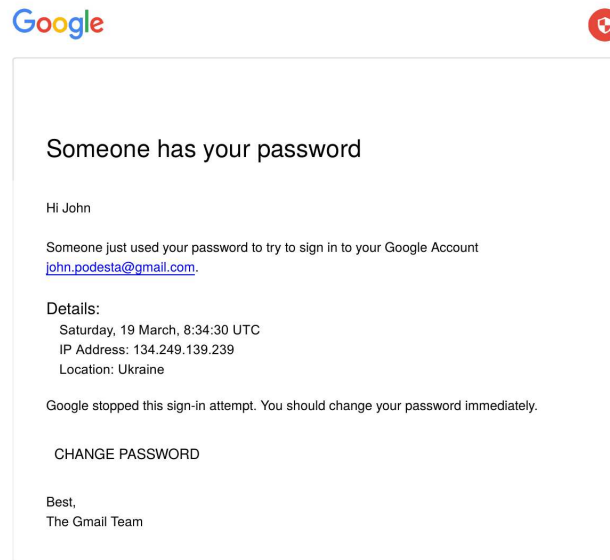 Google
Someone has your password
Hi John
Someone just used your password to try to sign in to your Google Account
john.podesta@gmail.com.
Details:
Saturday, 19 March, 8:34:30 UTC
IP Address: 134.249.139.239
Location: Ukraine
Google stopped this sign-in attempt. You should change your password immediately.
CHANGE PASSWORD
Best,
The Gmail Team